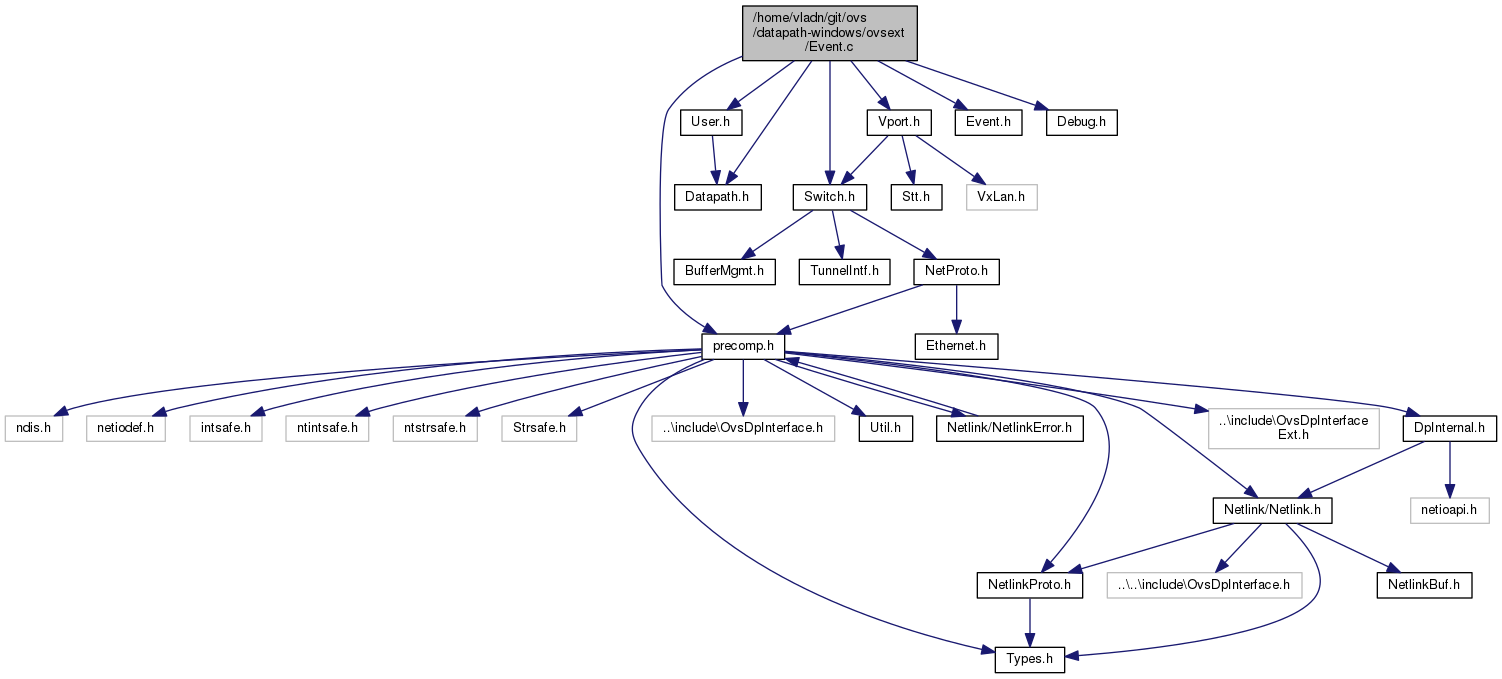 /home/vladn/git/ovs
/datapath-windows/ovsext
/Event.c
User.h
Vport.h
Event.h
Debug.h
Datapath.h
Switch.h
Stt.h
VxLan.h
BufferMgmt.h
TunnelIntf.h
NetProto.h
precomp.h
Ethernet.h
ndis.h
netiodef.h
intsafe.h
ntintsafe.h
ntstrsafe.h
Strsafe.h
..\include\OvsDpInterface.h
Util.h
Netlink/NetlinkError.h
..\include\OvsDpInterface
Ext.h
DpInternal.h
Netlink/Netlink.h
netioapi.h
NetlinkProto.h
..\..\include\OvsDpInterface.h
NetlinkBuf.h
Types.h